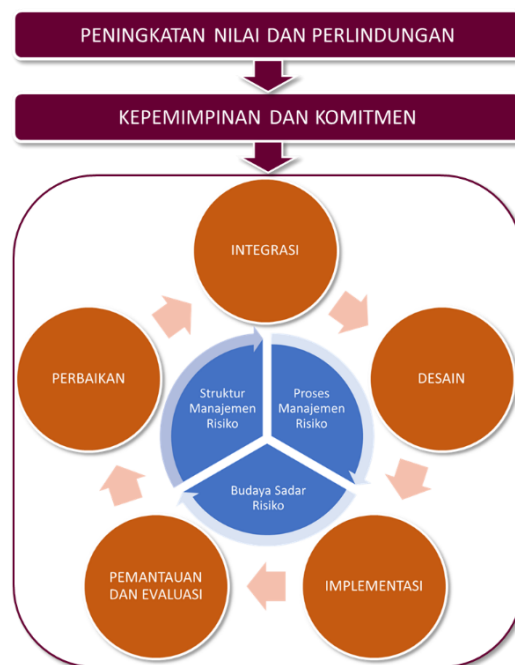 PENINGKATAN NILAI DAN PERLINDUNGAN
KEPEMIMPINAN DAN KOMITMEN
INTEGRASI
PERBAIKAN
DESAIN
Struktur
Manajemen
Risiko
Proses
Manajemen
Risiko
Budaya Sadar
Risiko
PEMANTAUAN
DAN EVALUASI
IMPLEMENTASI